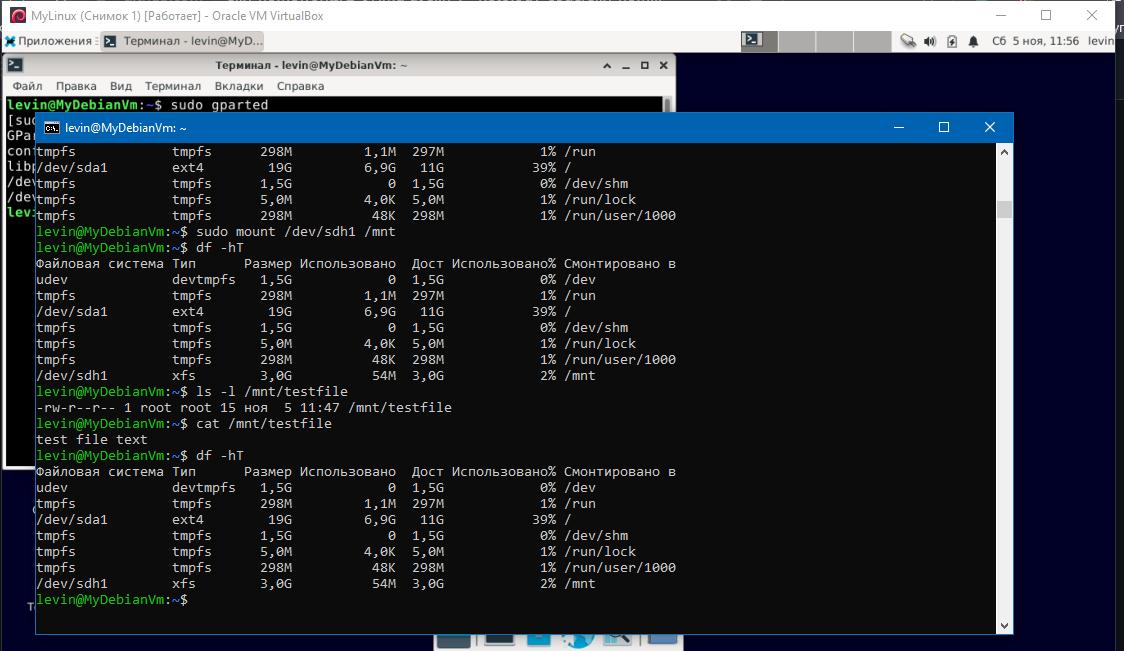 MyLinux (Снимок 1) [Работает] - Oracle VM VirtualBox
Приложения
Терминал - levin@MyD...
Сб 5 ноя, 11:56 levin
Терминал - levin@MyDebianVm: ~
Файл Правка Вид Терминал Вкладки Справка
levin@MyDebianVm:~$ sudo gparted
levin@MyDebianVm: ~
tmpfs tmpfs 298M 1,1M 297M 1% /run
/dev/sda1 ext4 19G 6,9G 11G 39% /
tmpfs tmpfs 1,5G 0 1,5G 0% /dev/shm
tmpfs tmpfs 5,0M 4,0K 5,0M 1% /run/lock
tmpfs tmpfs 298M 48K 298M 1% /run/user/1000
levin@MyDebianVm:~$ sudo mount /dev/sdh1 /mnt
levin@MyDebianVm:~$ df -hT
Файловая система Тип Размер Использовано Дост Использовано% Смонтировано в
udev devtmpfs 1,5G 0 1,5G 0% /dev
tmpfs tmpfs 298M 1,1M 297M 1% /run
/dev/sda1 ext4 19G 6,9G 11G 39% /
tmpfs tmpfs 1,5G 0 1,5G 0% /dev/shm
tmpfs tmpfs 5,0M 4,0K 5,0M 1% /run/lock
tmpfs tmpfs 298M 48K 298M 1% /run/user/1000
/dev/sdh1 xfs 3,0G 54M 3,0G 2% /mnt
levin@MyDebianVm:~$ ls -l /mnt/testfile
-rw-r--r-- 1 root root 15 ноя  5 11:47 /mnt/testfile
levin@MyDebianVm:~$ cat /mnt/testfile
test file text
levin@MyDebianVm:~$ df -hT
Файловая система Тип Размер Использовано Дост Использовано% Смонтировано в
udev devtmpfs 1,5G 0 1,5G 0% /dev
tmpfs tmpfs 298M 1,1M 297M 1% /run
/dev/sda1 ext4 19G 6,9G 11G 39% /
tmpfs tmpfs 1,5G 0 1,5G 0% /dev/shm
tmpfs tmpfs 5,0M 4,0K 5,0M 1% /run/lock
tmpfs tmpfs 298M 48K 298M 1% /run/user/1000
/dev/sdh1 xfs 3,0G 54M 3,0G 2% /mnt
levin@MyDebianVm:~$